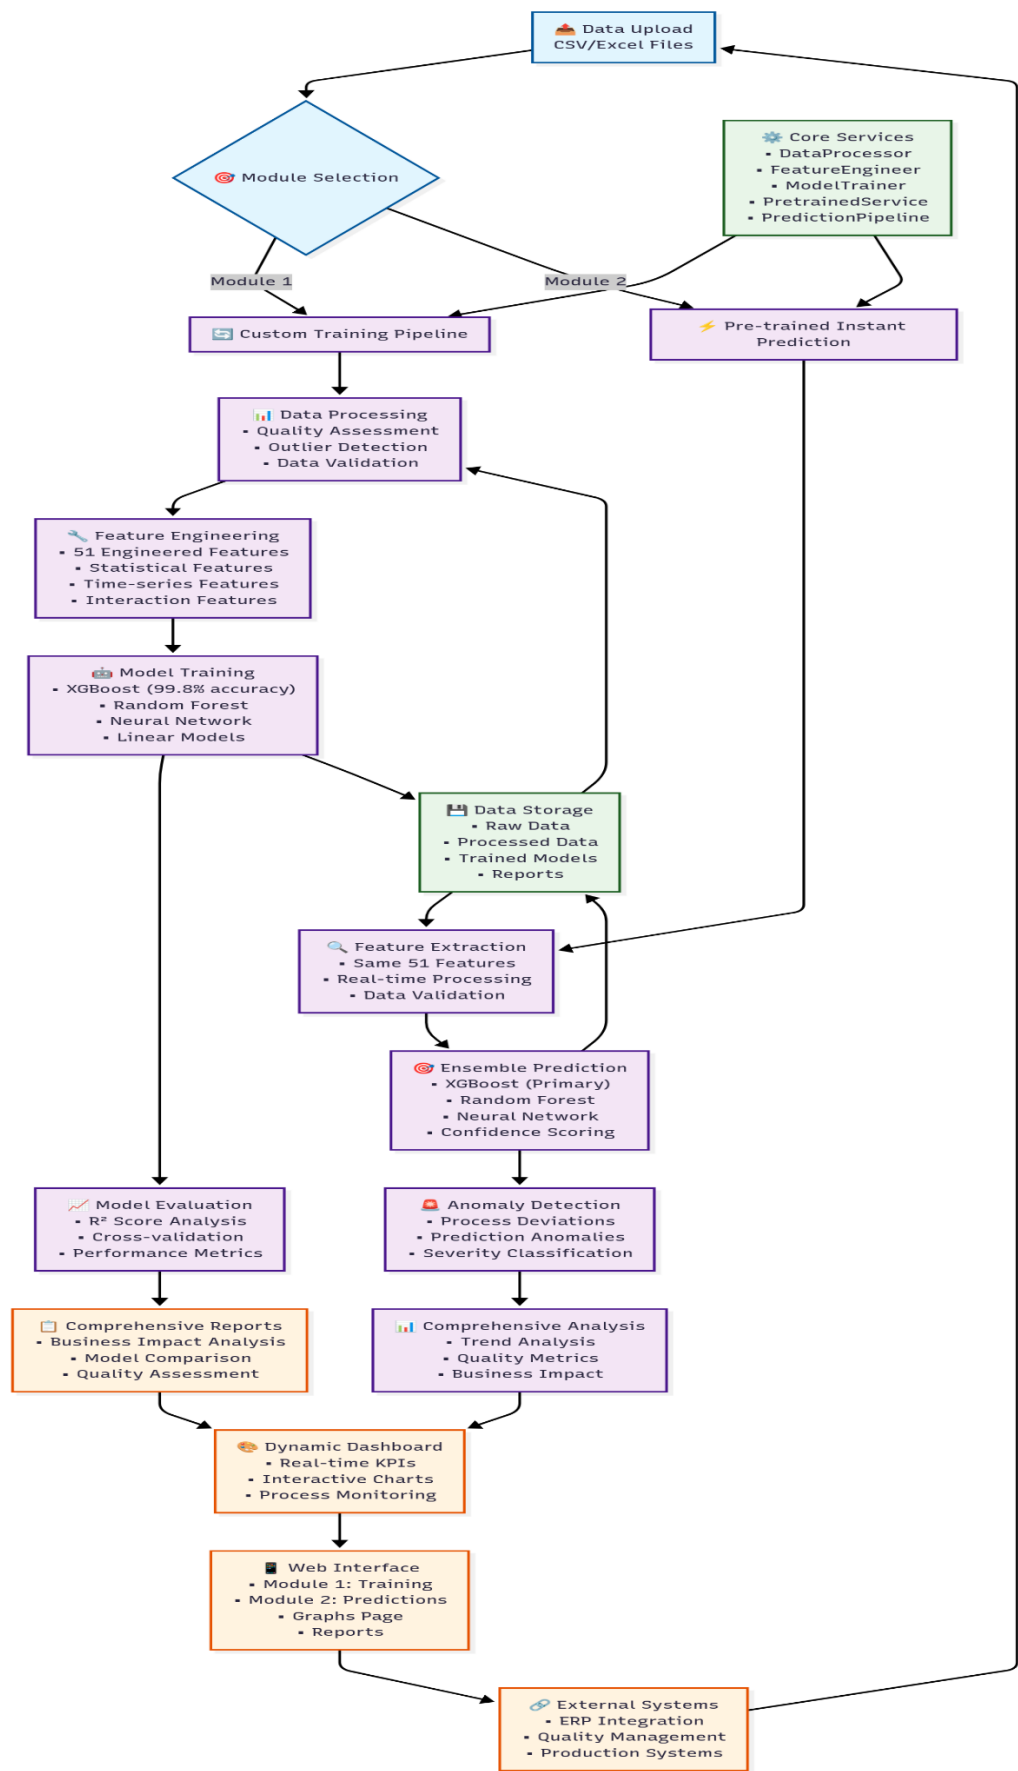 Data Upload
CSV/Excel Files
Module Selection
Core Services
▪ DataProcessor
▪ FeatureEngineer
▪ ModelTrainer
▪ PretrainedService
▪ PredictionPipeline
Module 1
Module 2
Custom Training Pipeline
Pre-trained Instant
Prediction
Data Processing
▪ Quality Assessment
▪ Outlier Detection
▪ Data Validation
Feature Engineering
▪ 51 Engineered Features
▪ Statistical Features
▪ Time-series Features
▪ Interaction Features
Model Training
▪ XGBoost (99.8% accuracy)
▪ Random Forest
▪ Neural Network
▪ Linear Models
Data Storage
▪ Raw Data
▪ Processed Data
▪ Trained Models
▪ Reports
Feature Extraction
▪ Same 51 Features
▪ Real-time Processing
▪ Data Validation
Ensemble Prediction
▪ XGBoost (Primary)
▪ Random Forest
▪ Neural Network
▪ Confidence Scoring
Model Evaluation
▪ R² Score Analysis
▪ Cross-validation
▪ Performance Metrics
Anomaly Detection
▪ Process Deviations
▪ Prediction Anomalies
▪ Severity Classification
Comprehensive Reports
▪ Business Impact Analysis
▪ Model Comparison
▪ Quality Assessment
Comprehensive Analysis
▪ Trend Analysis
▪ Quality Metrics
▪ Business Impact
Dynamic Dashboard
▪ Real-time KPIs
▪ Interactive Charts
▪ Process Monitoring
Web Interface
▪ Module 1: Training
▪ Module 2: Predictions
▪ Graphs Page
▪ Reports
External Systems
▪ ERP Integration
▪ Quality Management
▪ Production Systems